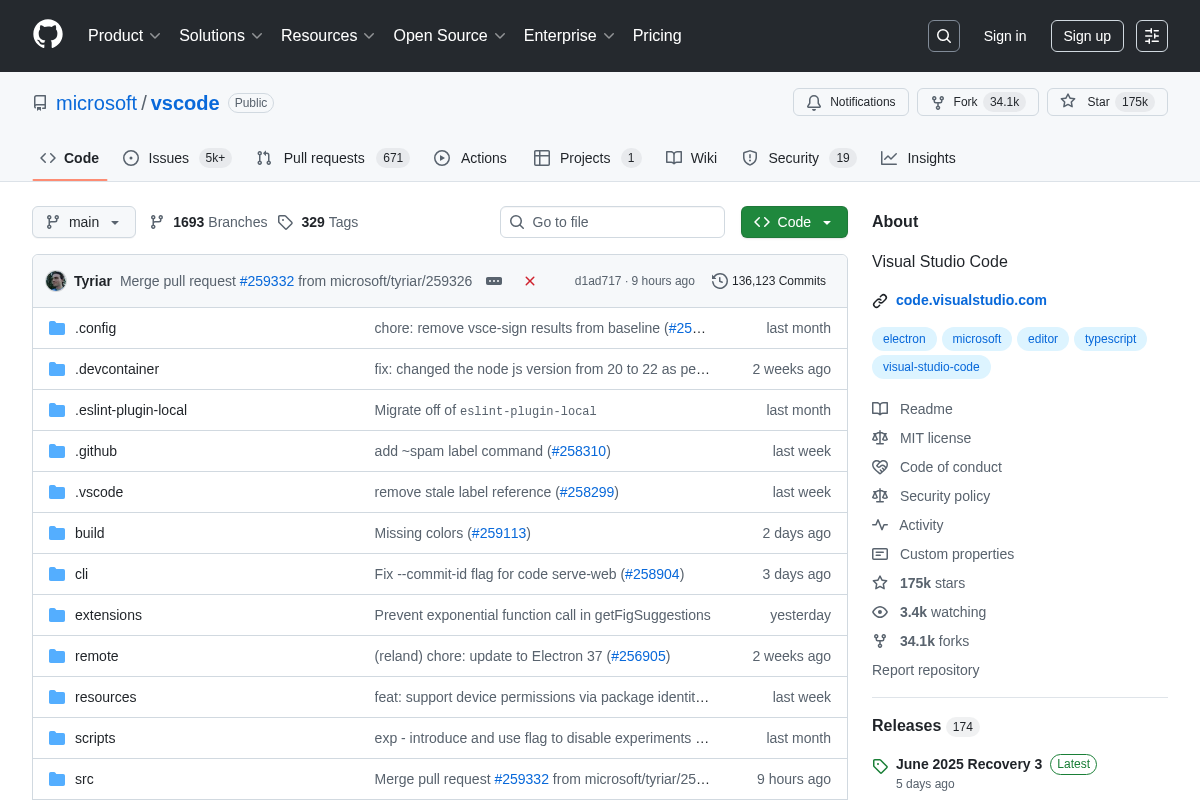 Product Solutions Resources Open Source Enterprise Pricing Sign in Sign up
microsoft / vscode Public Notifications Fork 34.1k Star 175k
Code Issues 5k+ Pull requests 671 Actions Projects 1 Wiki Security 19 Insights
main 1693 Branches 329 Tags Go to file Code
Tyriar Merge pull request #259332 from microsoft/tyriar/259326 d1ad717 · 9 hours ago 136,123 Commits
.config chore: remove vsce-sign results from baseline (#25… last month
.devcontainer fix: changed the node js version from 20 to 22 as pe… 2 weeks ago
.eslint-plugin-local Migrate off of eslint-plugin-local last month
.github add ~spam label command (#258310) last week
.vscode remove stale label reference (#258299) last week
build Missing colors (#259113) 2 days ago
cli Fix --commit-id flag for code serve-web (#258904) 3 days ago
extensions Prevent exponential function call in getFigSuggestions yesterday
remote (reland) chore: update to Electron 37 (#256905) 2 weeks ago
resources feat: support device permissions via package identit… last week
scripts exp - introduce and use flag to disable experiments … last month
src Merge pull request #259332 from microsoft/tyriar/25… 9 hours ago
About
Visual Studio Code
code.visualstudio.com
electron microsoft editor typescript
visual-studio-code
Readme
MIT license
Code of conduct
Security policy
Activity
Custom properties
175k stars
3.4k watching
34.1k forks
Report repository
Releases 174
June 2025 Recovery 3 Latest
5 days ago